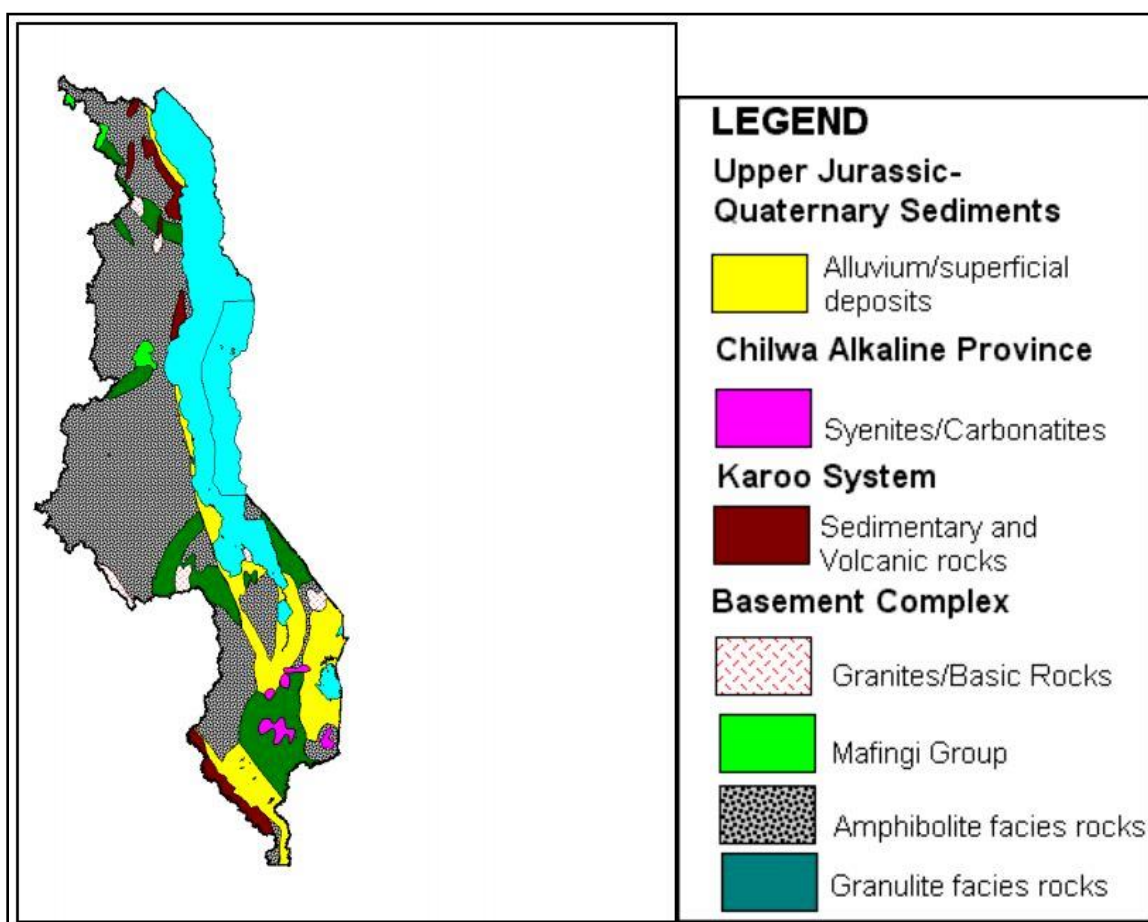 LEGEND
Upper Jurassic-
Quaternary Sediments
Alluvium/superficial
deposits
Chilwa Alkaline Province
Syenites/Carbonatites
Karoo System
Sedimentary and
Volcanic rocks
Basement Complex
Granites/Basic Rocks
Mafingi Group
Amphibolite facies rocks
Granulite facies rocks